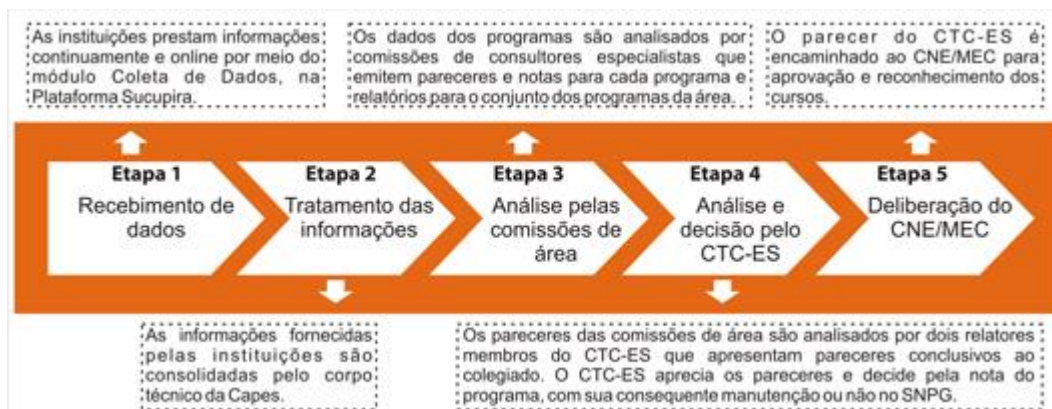 As instituições prestam informações
continuamente e online por meio do
módulo Coleta de Dados, na
Plataforma Sucupira.
Os dados dos programas são analisados por
comissões de consultores especialistas que
emitem pareceres e notas para cada programa e
relatórios para o conjunto dos programas da área.
O parecer do CTC-ES é
encaminhado ao CNE/MEC para
aprovação e reconhecimento dos
cursos.
Etapa 1
Recebimento de
dados
Etapa 2
Tratamento das
informações
Etapa 3
Análise pelas
comissões de
área
Etapa 4
Análise e
decisão pelo
CTC-ES
Etapa 5
Deliberação do
CNE/MEC
As informações fornecidas
pelas instituições são
consolidadas pelo corpo
técnico da Capes.
Os pareceres das comissões de área são analisados por dois relatores
membros do CTC-ES que apresentam pareceres conclusivos ao
colegiado. O CTC-ES aprecia os pareceres e decide pela nota do
programa, com sua consequente manutenção ou não no SNPG.